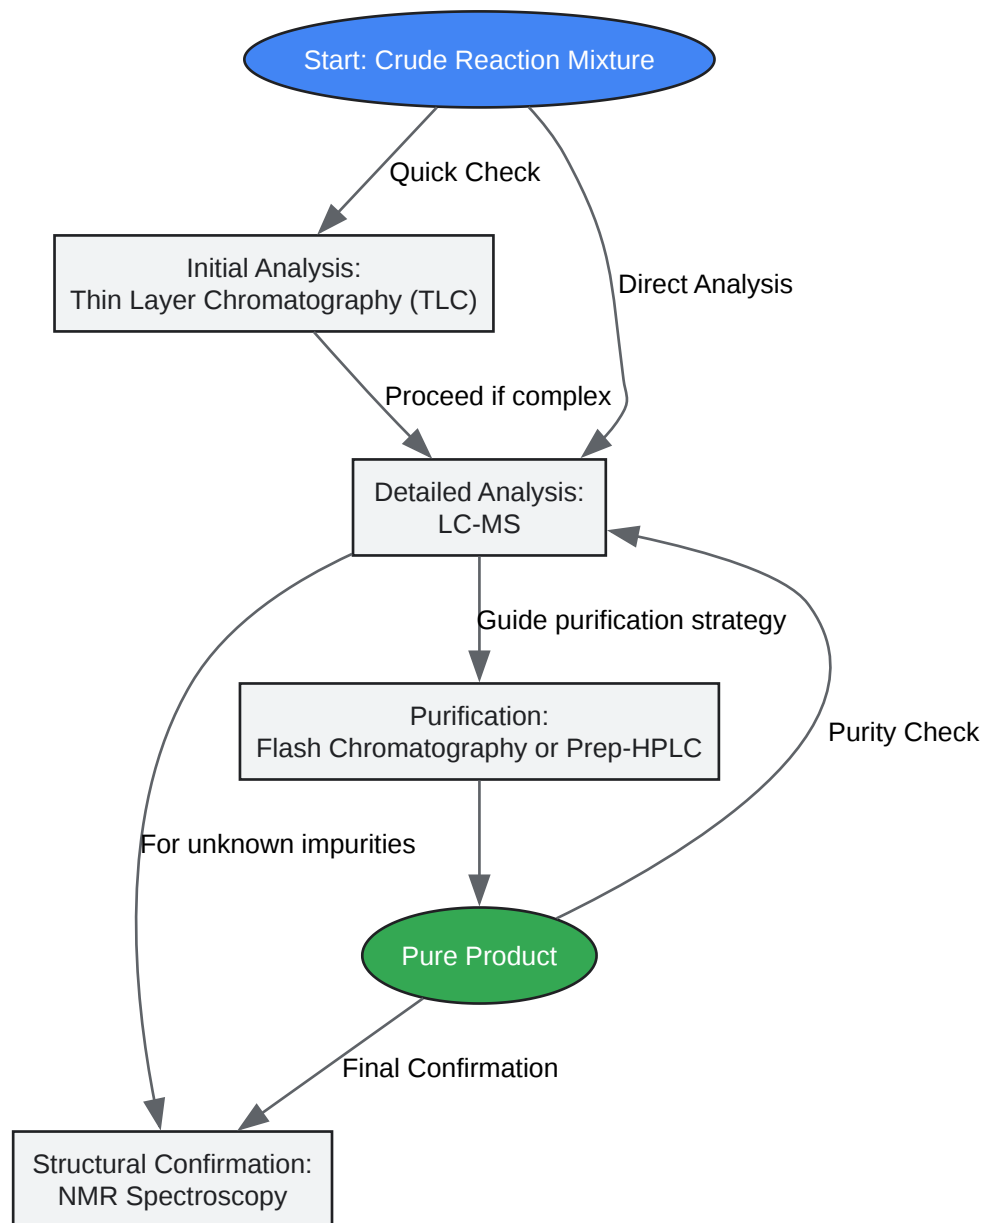 Start: Crude Reaction Mixture
Quick Check
Initial Analysis:
Thin Layer Chromatography (TLC)
Direct Analysis
Proceed if complex
Detailed Analysis:
LC-MS
Guide purification strategy
Purification:
Flash Chromatography or Prep-HPLC
Purity Check
For unknown impurities
Pure Product
Final Confirmation
Structural Confirmation:
NMR Spectroscopy